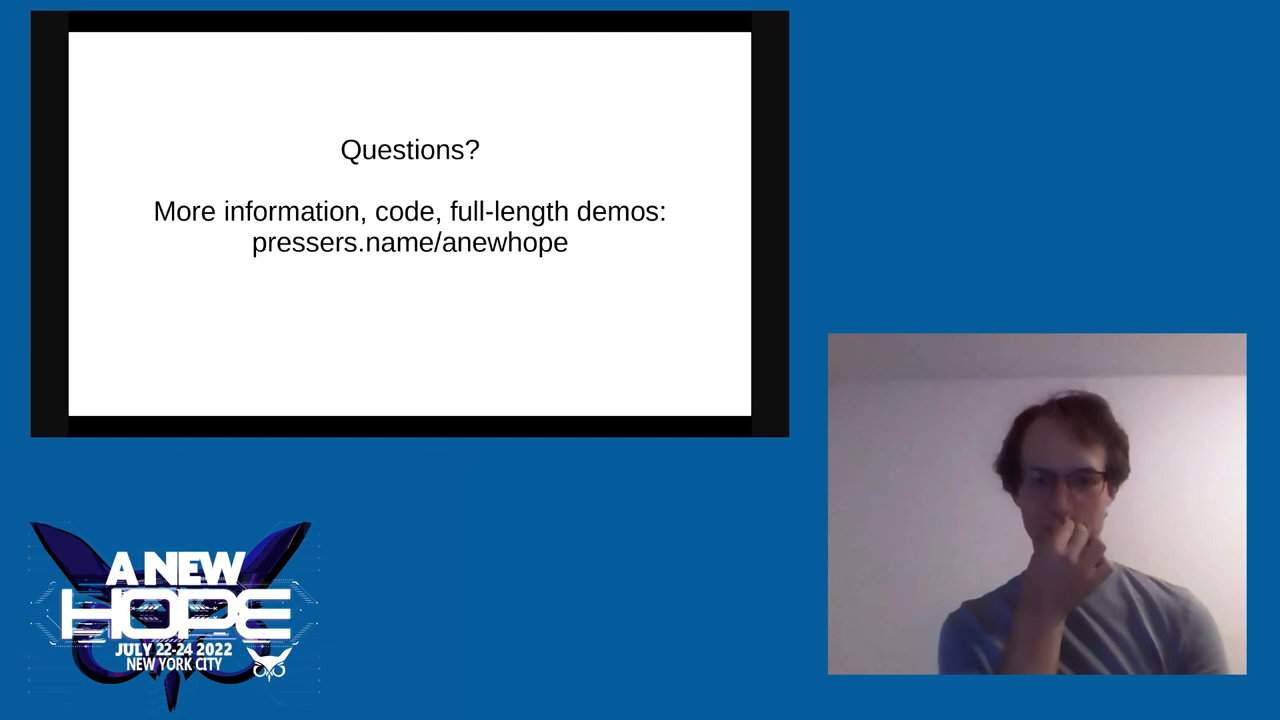 Questions?
More information, code, full-length demos:
pressers.name/anewhope
A NEW
HOPE
JULY 22-24 2022
NEW YORK CITY